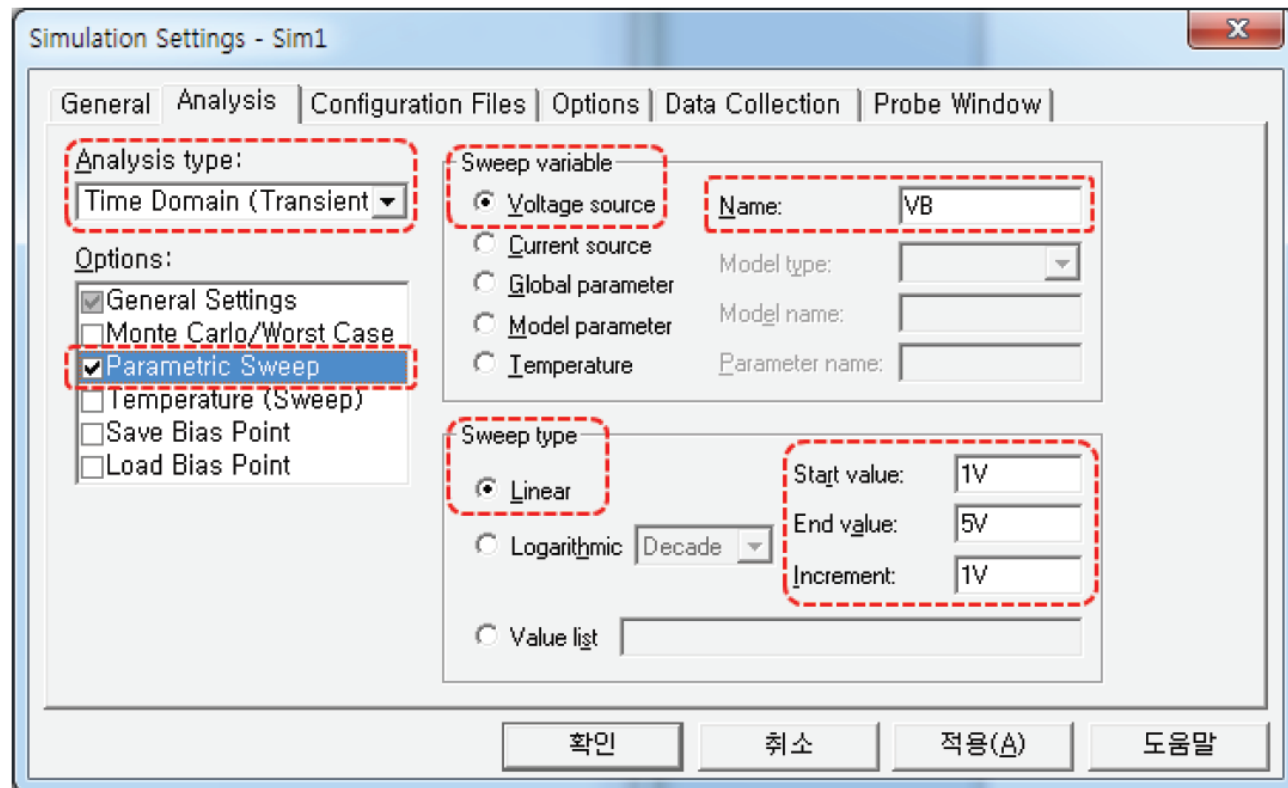 Simulation Settings - Sim1
X
General Analysis Configuration Files Options Data Collection Probe Window
Analysis type:
Time Domain (Transient
Options:
General Settings
Monte Carlo/Worst Case
Parametric Sweep
Temperature (Sweep)
Save Bias Point
Load Bias Point
Sweep variable
Voltage source
Current source
Global parameter
Model parameter
Temperature
Name: VB
Model type:
Model name:
Parameter name:
Sweep type
Linear
Logarithmic Decade
Value list
Start value: 1V
End value: 5V
Increment: 1V
확인 취소 적용(A) 도움말